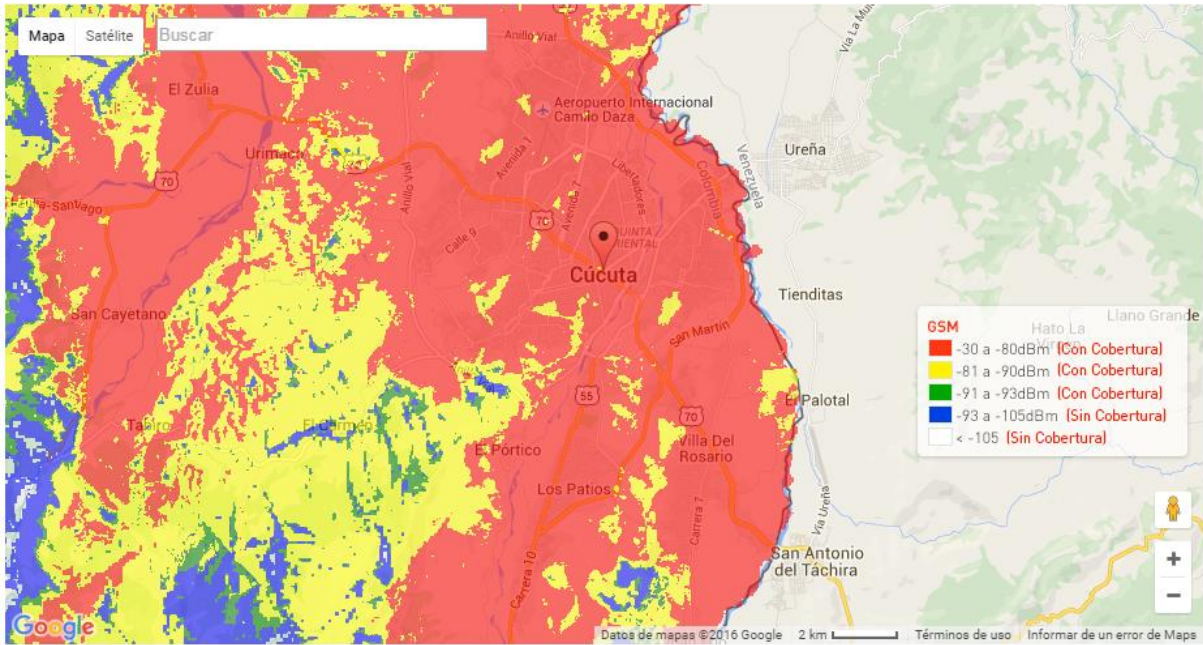 Mapa
Satélite
Buscar
Anillo Vial
El Zulia
Aeropuerto Internacional
Camilo Daza
Vía La Mu
Ureña
Urimaco
70
Avenida 1
Avenida 7
Libertadores
Colombia
Venezuela
Anillo Vial
-Santiago
Calle 9
70
QUINTA
Cúcuta
Tienditas
San Cayetano
San Martín
GSM
-30 a -80dBm (Con Cobertura)
-81 a -90dBm (Con Cobertura)
-91 a -93dBm (Con Cobertura)
-93 a -105dBm (Sin Cobertura)
< -105 (Sin Cobertura)
Hato La
Llano Grande
55
70
El Palotal
Tabiro
El Carmen
El Pórtico
Villa Del
Rosario
Los Patios
Carrera 7
Vía Ureña
Carrera 10
San Antonio
del Táchira
Google
Datos de mapas ©2016 Google
2 km
Términos de uso
Informar de un error de Maps